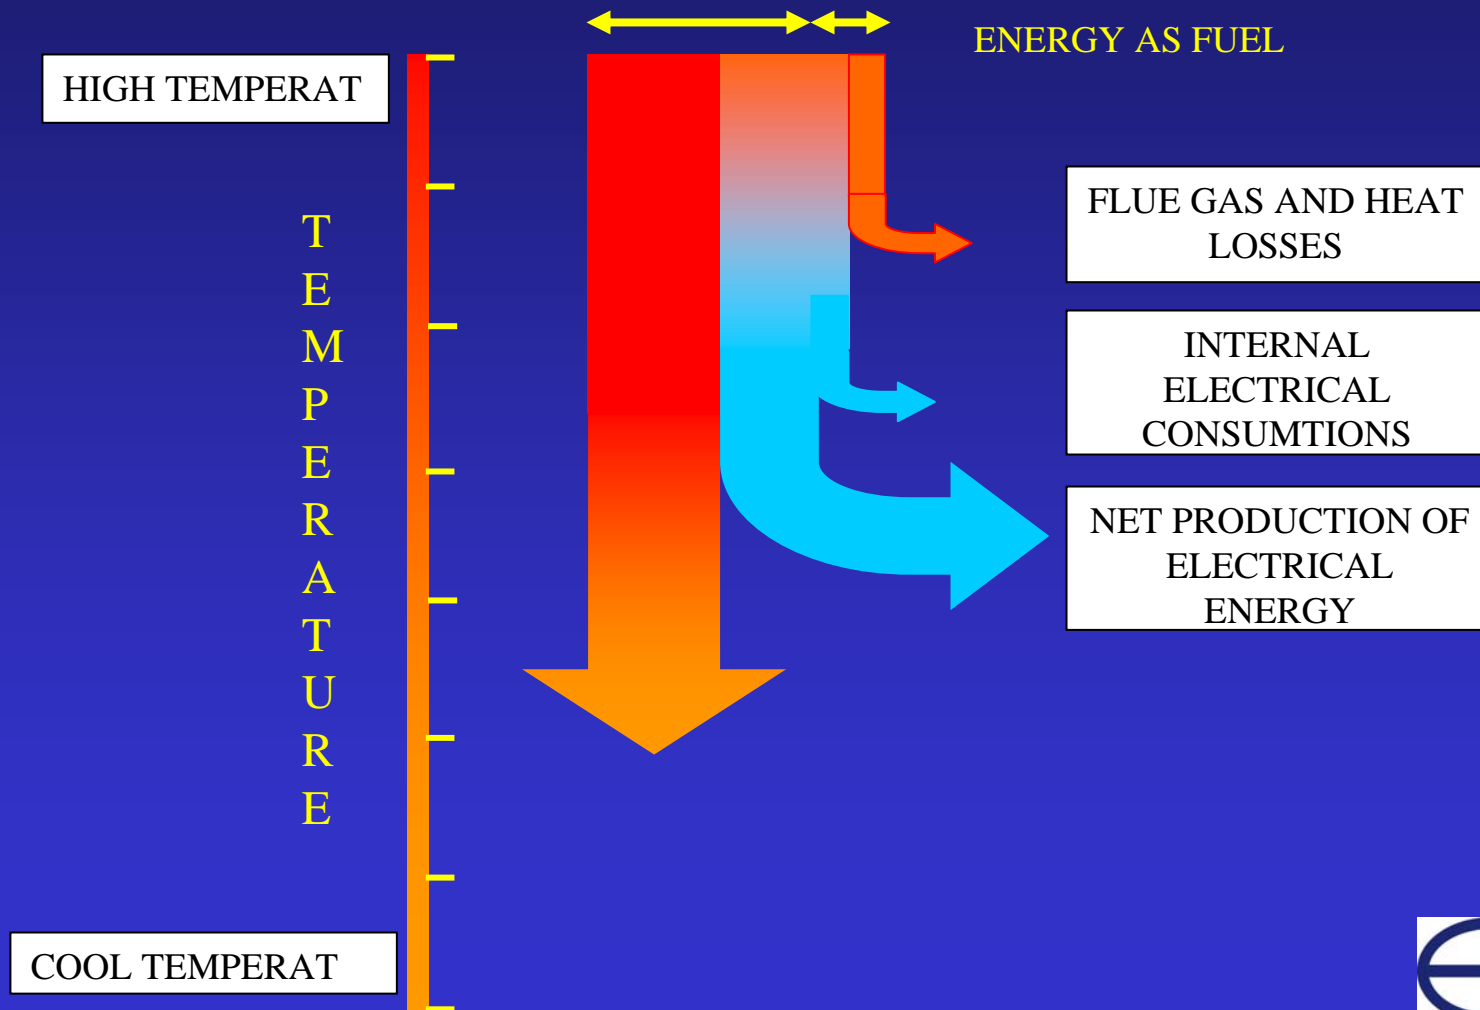 ENERGY AS FUEL
HIGH TEMPERAT
FLUE GAS AND HEAT
LOSSES
TEMPERATURE
INTERNAL
ELECTRICAL
CONSUMTIONS
NET PRODUCTION OF
ELECTRICAL
ENERGY
COOL TEMPERAT